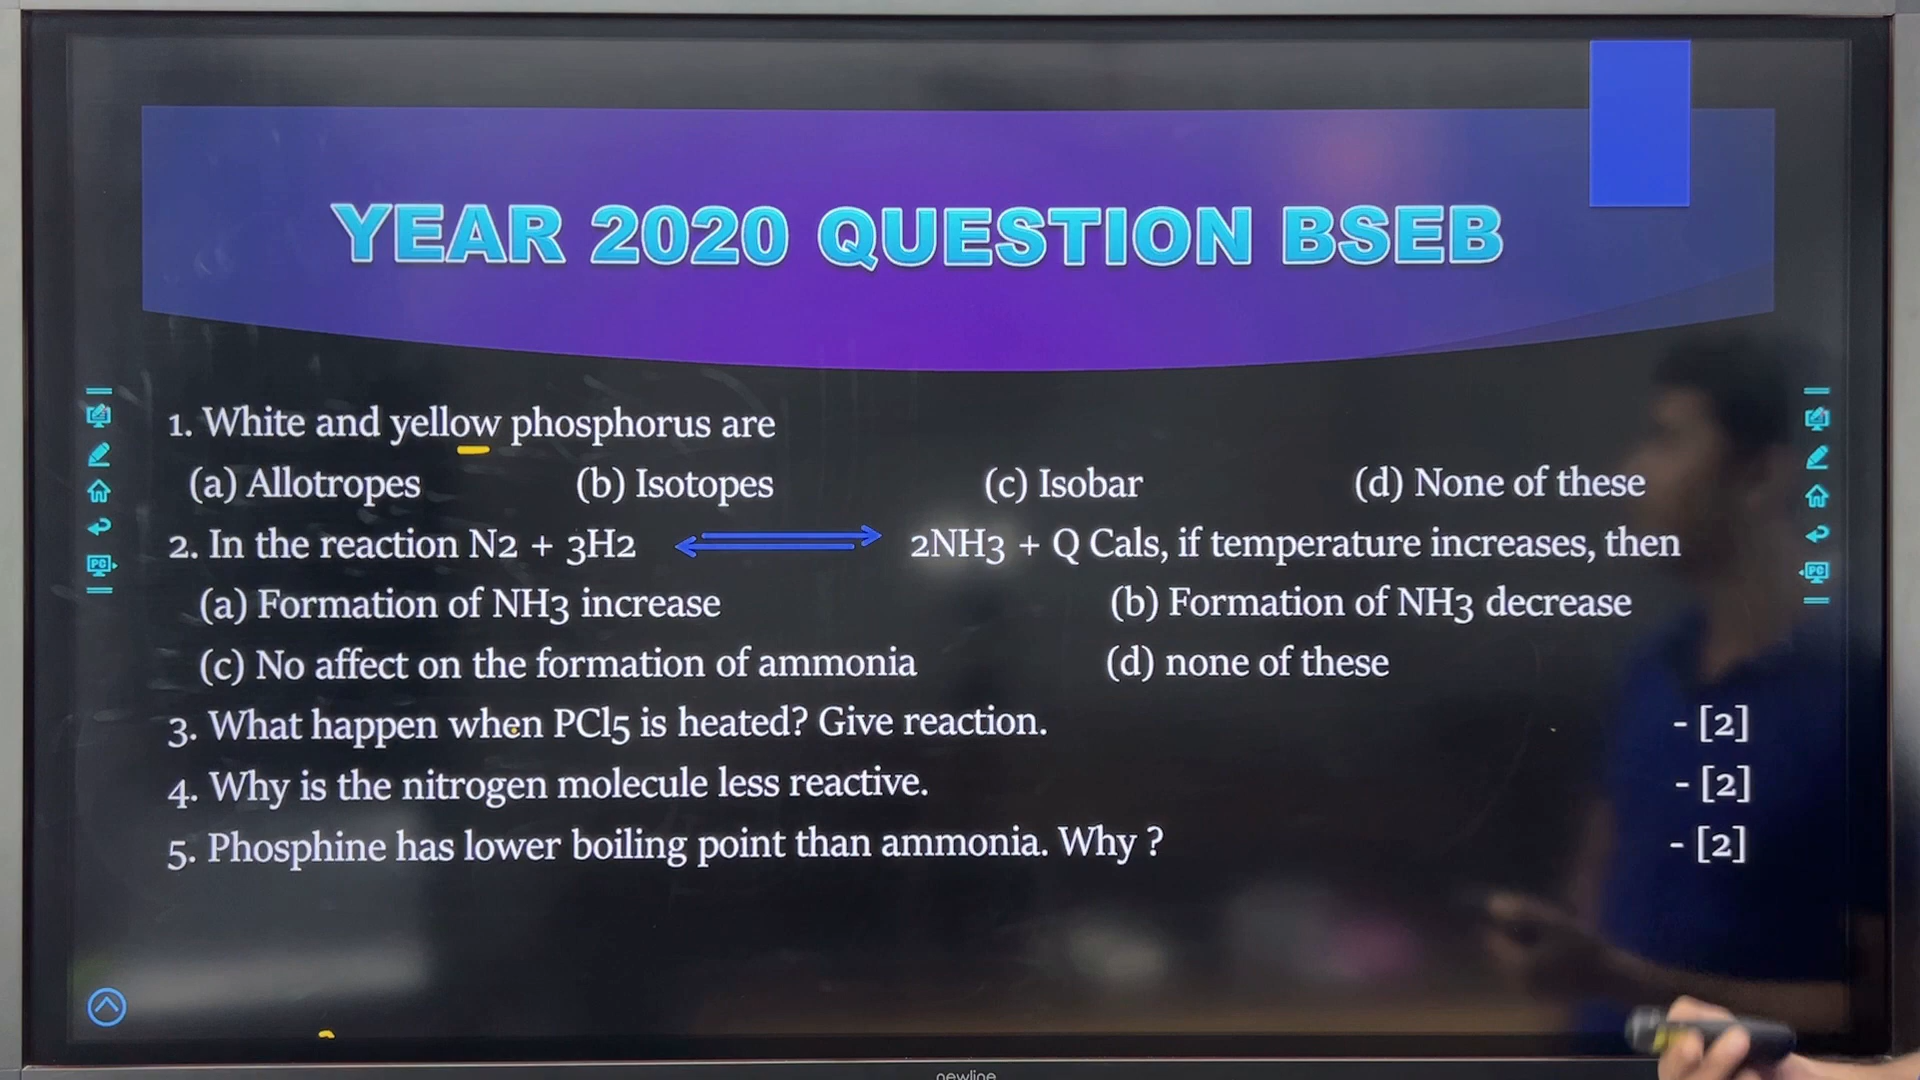 YEAR 2020 QUESTION BSEB
1. White and yellow phosphorus are
(a) Allotropes (b) Isotopes (c) Isobar (d) None of these
2. In the reaction N2 + 3H2 2NH3 + Q Cals, if temperature increases, then
(a) Formation of NH3 increase (b) Formation of NH3 decrease
(c) No affect on the formation of ammonia (d) none of these
3. What happen when PCl5 is heated? Give reaction. - [2]
4. Why is the nitrogen molecule less reactive. - [2]
5. Phosphine has lower boiling point than ammonia. Why ? - [2]
PC
PC
newline